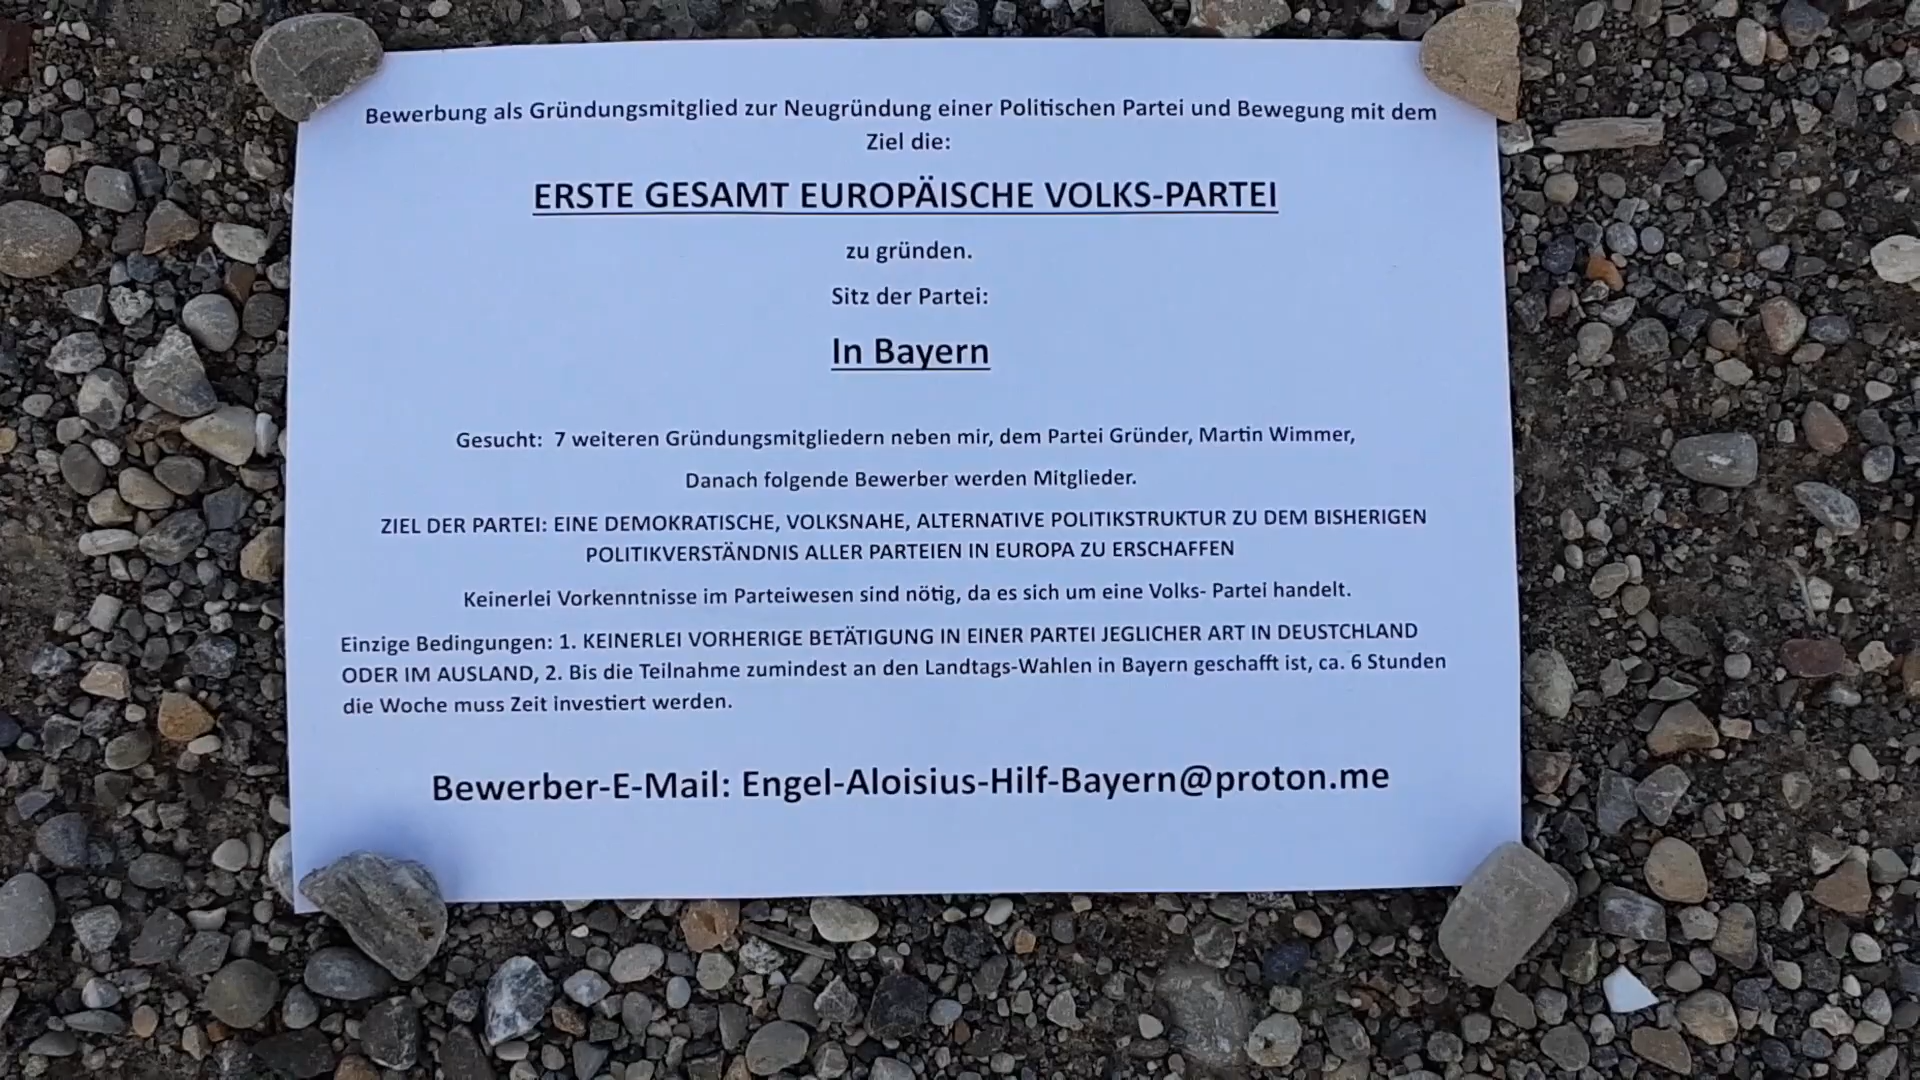 Bewerbung als Gründungsmitglied zur Neugründung einer Politischen Partei und Bewegung mit dem
Ziel die:
ERSTE GESAMT EUROPÄISCHE VOLKS-PARTEI
zu gründen.
Sitz der Partei:
In Bayern
Gesucht: 7 weiteren Gründungsmitgliedern neben mir, dem Partei Gründer, Martin Wimmer,
Danach folgende Bewerber werden Mitglieder.
ZIEL DER PARTEI: EINE DEMOKRATISCHE, VOLKSNAHE, ALTERNATIVE POLITIKSTRUKTUR ZU DEM BISHERIGEN
POLITIKVERSTÄNDNIS ALLER PARTEIEN IN EUROPA ZU ERSCHAFFEN
Keinerlei Vorkenntnisse im Parteiwesen sind nötig, da es sich um eine Volks- Partei handelt.
Einzige Bedingungen: 1. KEINERLEI VORHERIGE BETÄTIGUNG IN EINER PARTEI JEGLICHER ART IN DEUSTCHLAND
ODER IM AUSLAND, 2. Bis die Teilnahme zumindest an den Landtags-Wahlen in Bayern geschafft ist, ca. 6 Stunden
die Woche muss Zeit investiert werden.
Bewerber-E-Mail: Engel-Aloisius-Hilf-Bayern@proton.me